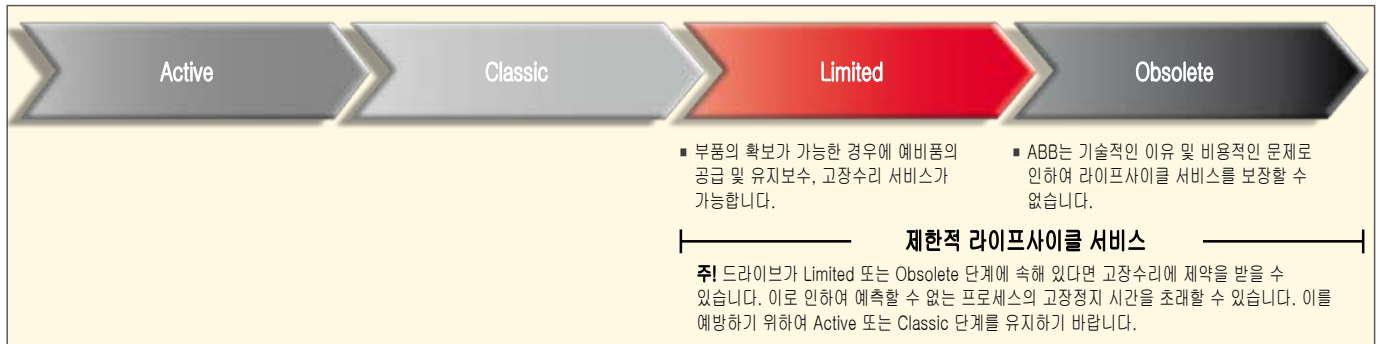 Active
Classic
Limited
Obsolete
■ 부품의 확보가 가능한 경우에 예비품의
공급 및 유지보수, 고장수리 서비스가
가능합니다.
■ ABB는 기술적인 이유 및 비용적인 문제로
인하여 라이프사이클 서비스를 보장할 수
없습니다.
제한적 라이프사이클 서비스
주! 드라이브가 Limited 또는 Obsolete 단계에 속해 있다면 고장수리에 제약을 받을 수
있습니다. 이로 인하여 예측할 수 없는 프로세스의 고장정지 시간을 초래할 수 있습니다. 이를
예방하기 위하여 Active 또는 Classic 단계를 유지하기 바랍니다.